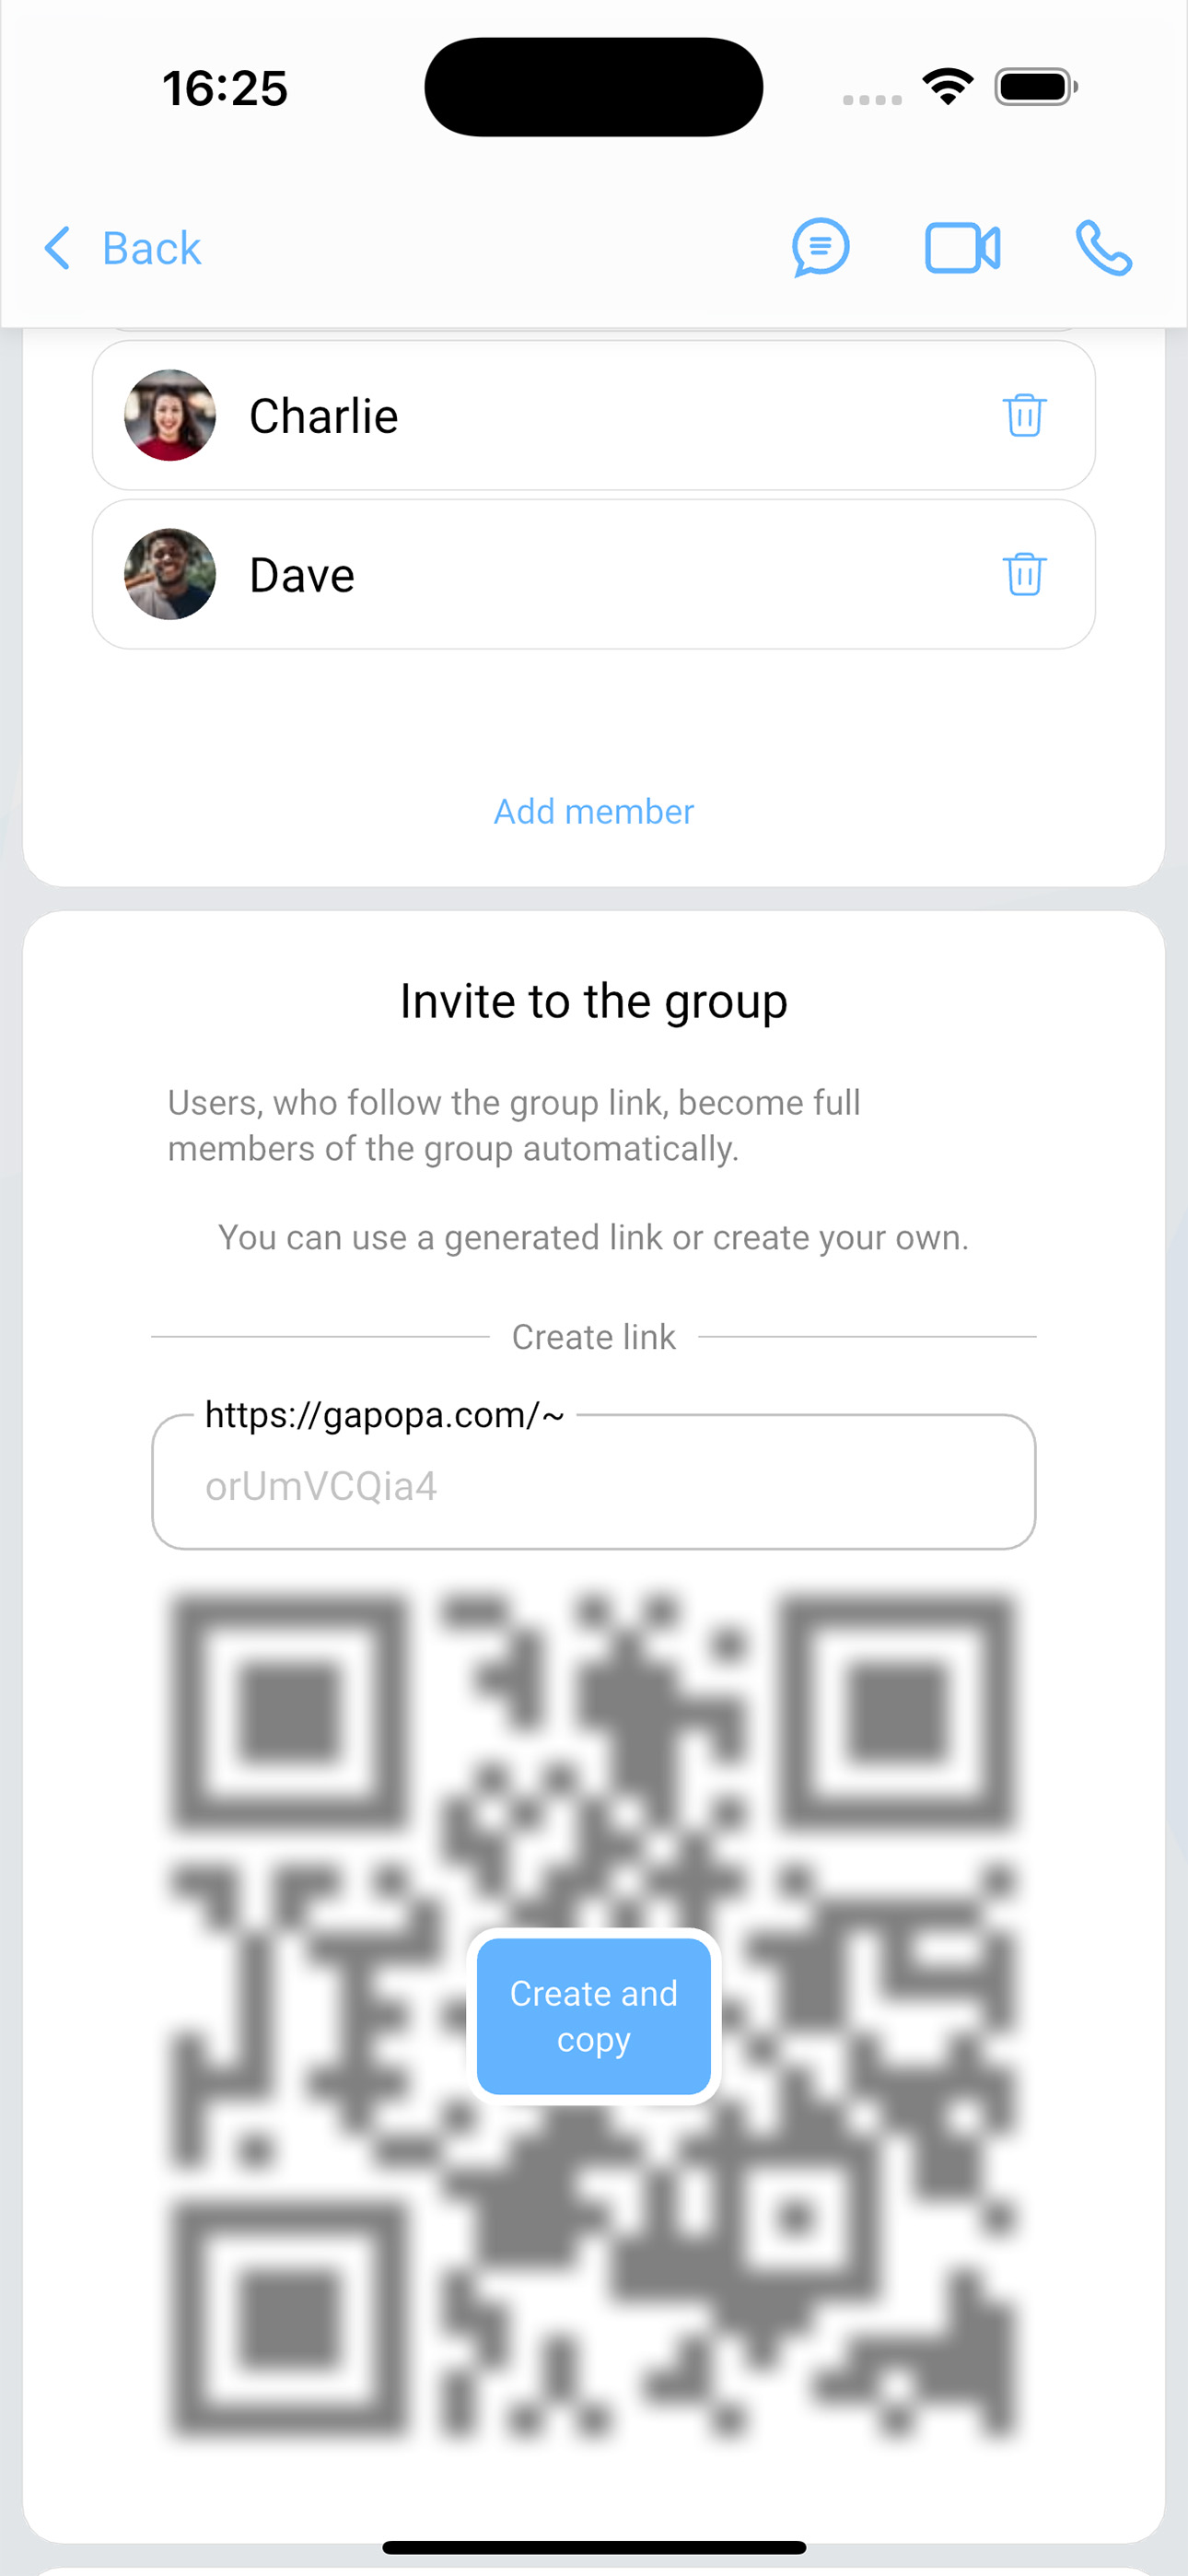 16:25
Back
Charlie
Dave
Add member
Invite to the group
Users, who follow the group link, become full
members of the group automatically.
You can use a generated link or create your own.
Create link
https://gapopa.com/~
orUmVCQia4
Create and
copy